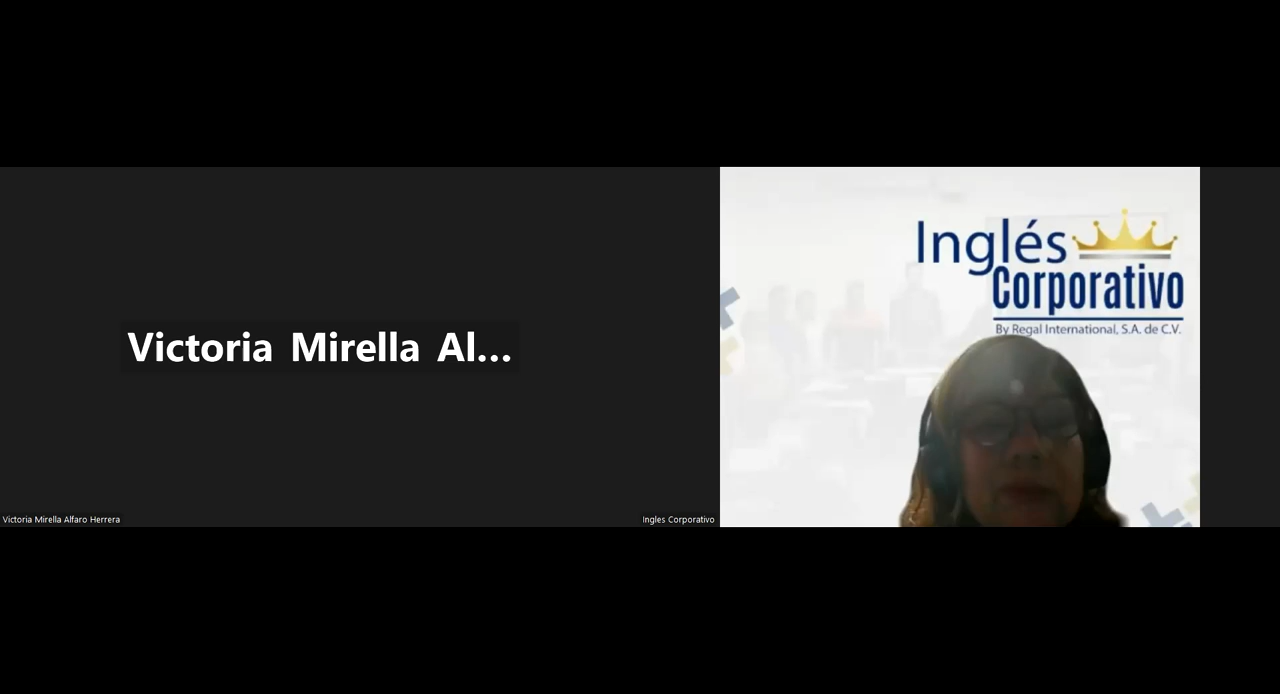 Victoria Mirella Al...
Victoria Mirella Alfaro Herrera
Ingles Corporativo
Inglés
Corporativo
By Regal International, S.A. de C.V.